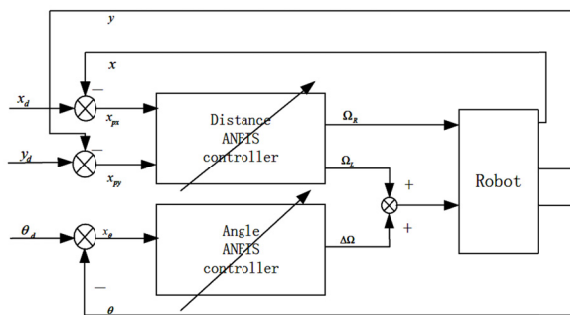 y
x
x_d
−
x_px
Distance
ANFIS
controller
Ω_R
Ω_L
y_d
−
x_py
+
+
Robot
θ_d
x_θ
Angle
ANFIS
controller
ΔΩ
−
θ